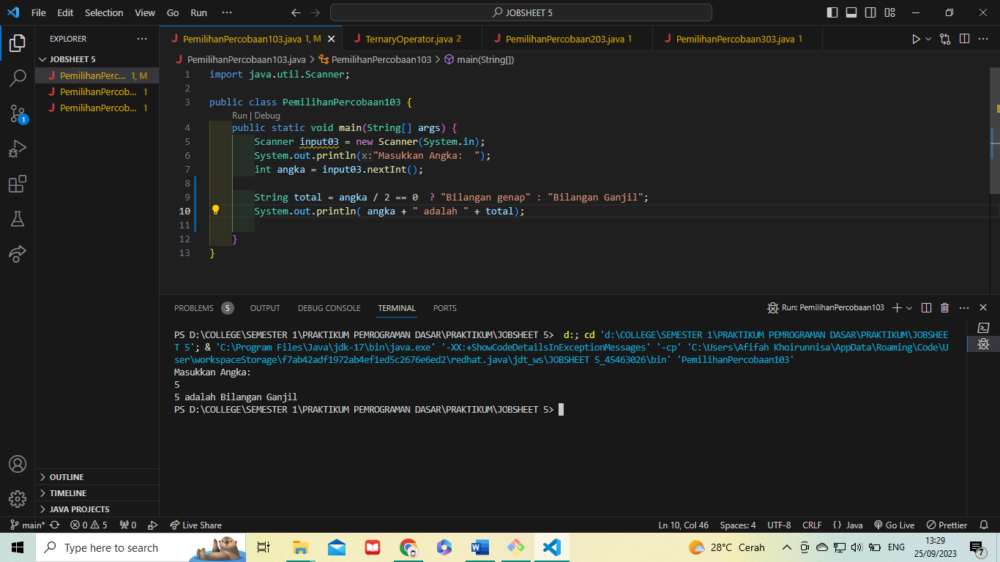 File Edit Selection View Go Run ··· JOBSHEET 5
EXPLORER ···
JOBSHEET 5
J PemilihanPerc... 1, M
J PemilihanPercob... 1
J PemilihanPercob... 1
OUTLINE
TIMELINE
JAVA PROJECTS
J PemilihanPercobaan103.java 1, M J TernaryOperator.java 2 J PemilihanPercobaan203.java 1 J PemilihanPercobaan303.java 1
J PemilihanPercobaan103.java > PemilihanPercobaan103 > main(String[])
1 import java.util.Scanner;
2
3 public class PemilihanPercobaan103 {
Run | Debug
4 public static void main(String[] args) {
5 Scanner input03 = new Scanner(System.in);
6 System.out.println(x:"Masukkan Angka:  ");
7 int angka = input03.nextInt();
8
9 String total = angka / 2 == 0  ? "Bilangan genap" : "Bilangan Ganjil";
10 System.out.println( angka + " adalah " + total);
11
12 }
13 }
PROBLEMS 5 OUTPUT DEBUG CONSOLE TERMINAL PORTS Run: PemilihanPercobaan103
PS D:\COLLEGE\SEMESTER 1\PRAKTIKUM PEMROGRAMAN DASAR\PRAKTIKUM\JOBSHEET 5>  d:; cd 'd:\COLLEGE\SEMESTER 1\PRAKTIKUM PEMROGRAMAN DASAR\PRAKTIKUM\JOBSHEE
T 5'; & 'C:\Program Files\Java\jdk-17\bin\java.exe' '-XX:+ShowCodeDetailsInExceptionMessages' '-cp' 'C:\Users\Afifah Khoirunnisa\AppData\Roaming\Code\U
ser\workspaceStorage\f7ab42adf1972ab4ef1ed5c2676e6ed2\redhat.java\jdt_ws\JOBSHEET 5_45463026\bin' 'PemilihanPercobaan103'
Masukkan Angka:
5
5 adalah Bilangan Ganjil
PS D:\COLLEGE\SEMESTER 1\PRAKTIKUM PEMROGRAMAN DASAR\PRAKTIKUM\JOBSHEET 5>
main* 0 5 0 Live Share Ln 10, Col 46 Spaces: 4 UTF-8 CRLF {} Java Go Live Prettier
Type here to search 28°C Cerah ENG 13:29
25/09/2023 7